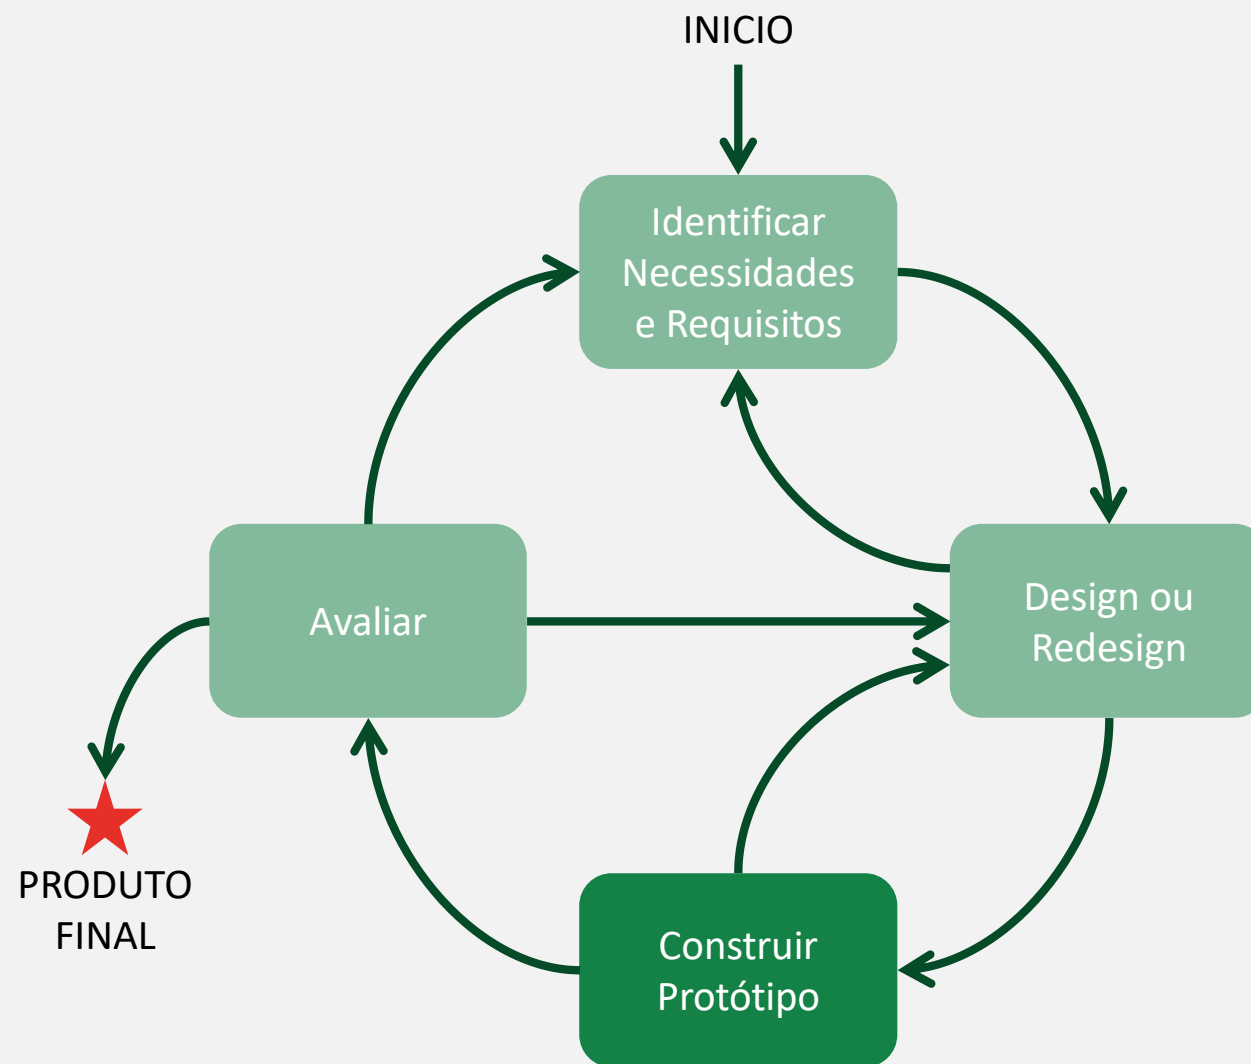 INICIO
Identificar
Necessidades
e Requisitos
Avaliar
Design ou
Redesign
PRODUTO
FINAL
Construir
Protótipo